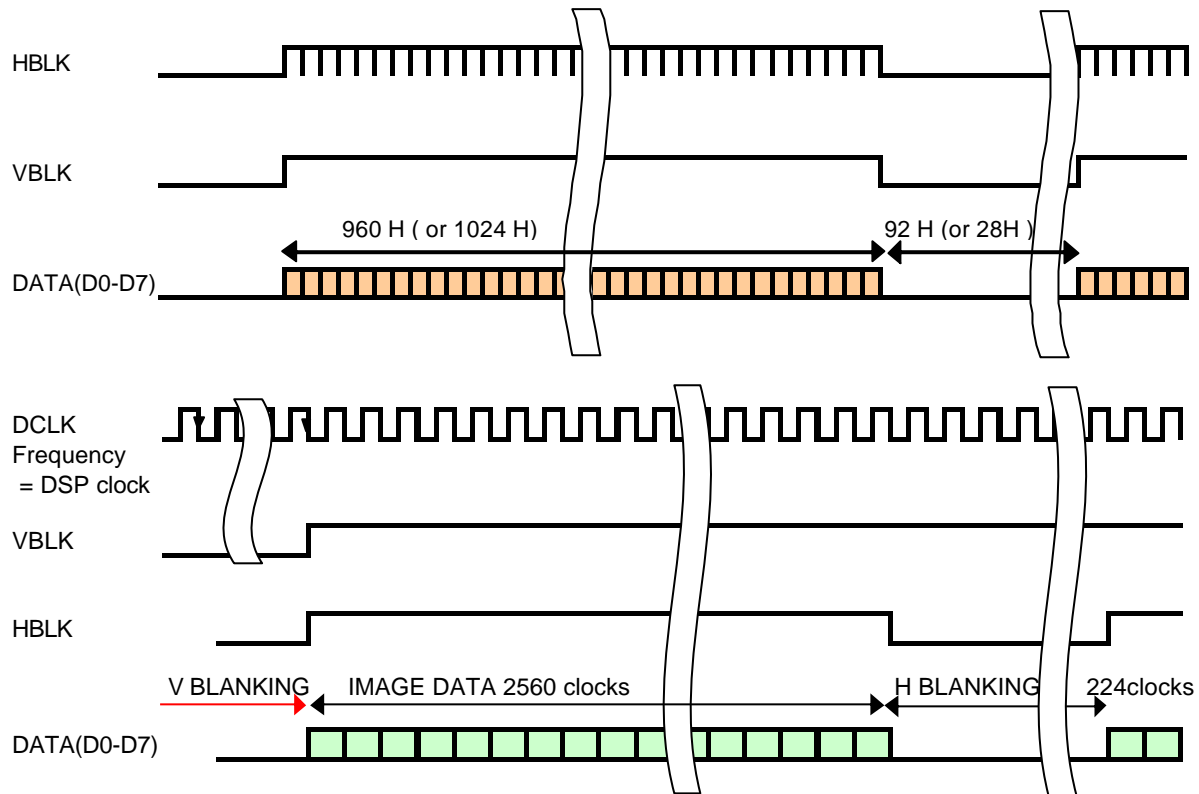 HBLK
VBLK
960 H ( or 1024 H)
92 H (or 28H )
DATA(D0-D7)
DCLK
Frequency
= DSP clock
VBLK
HBLK
V BLANKING
IMAGE DATA 2560 clocks
H BLANKING
224clocks
DATA(D0-D7)